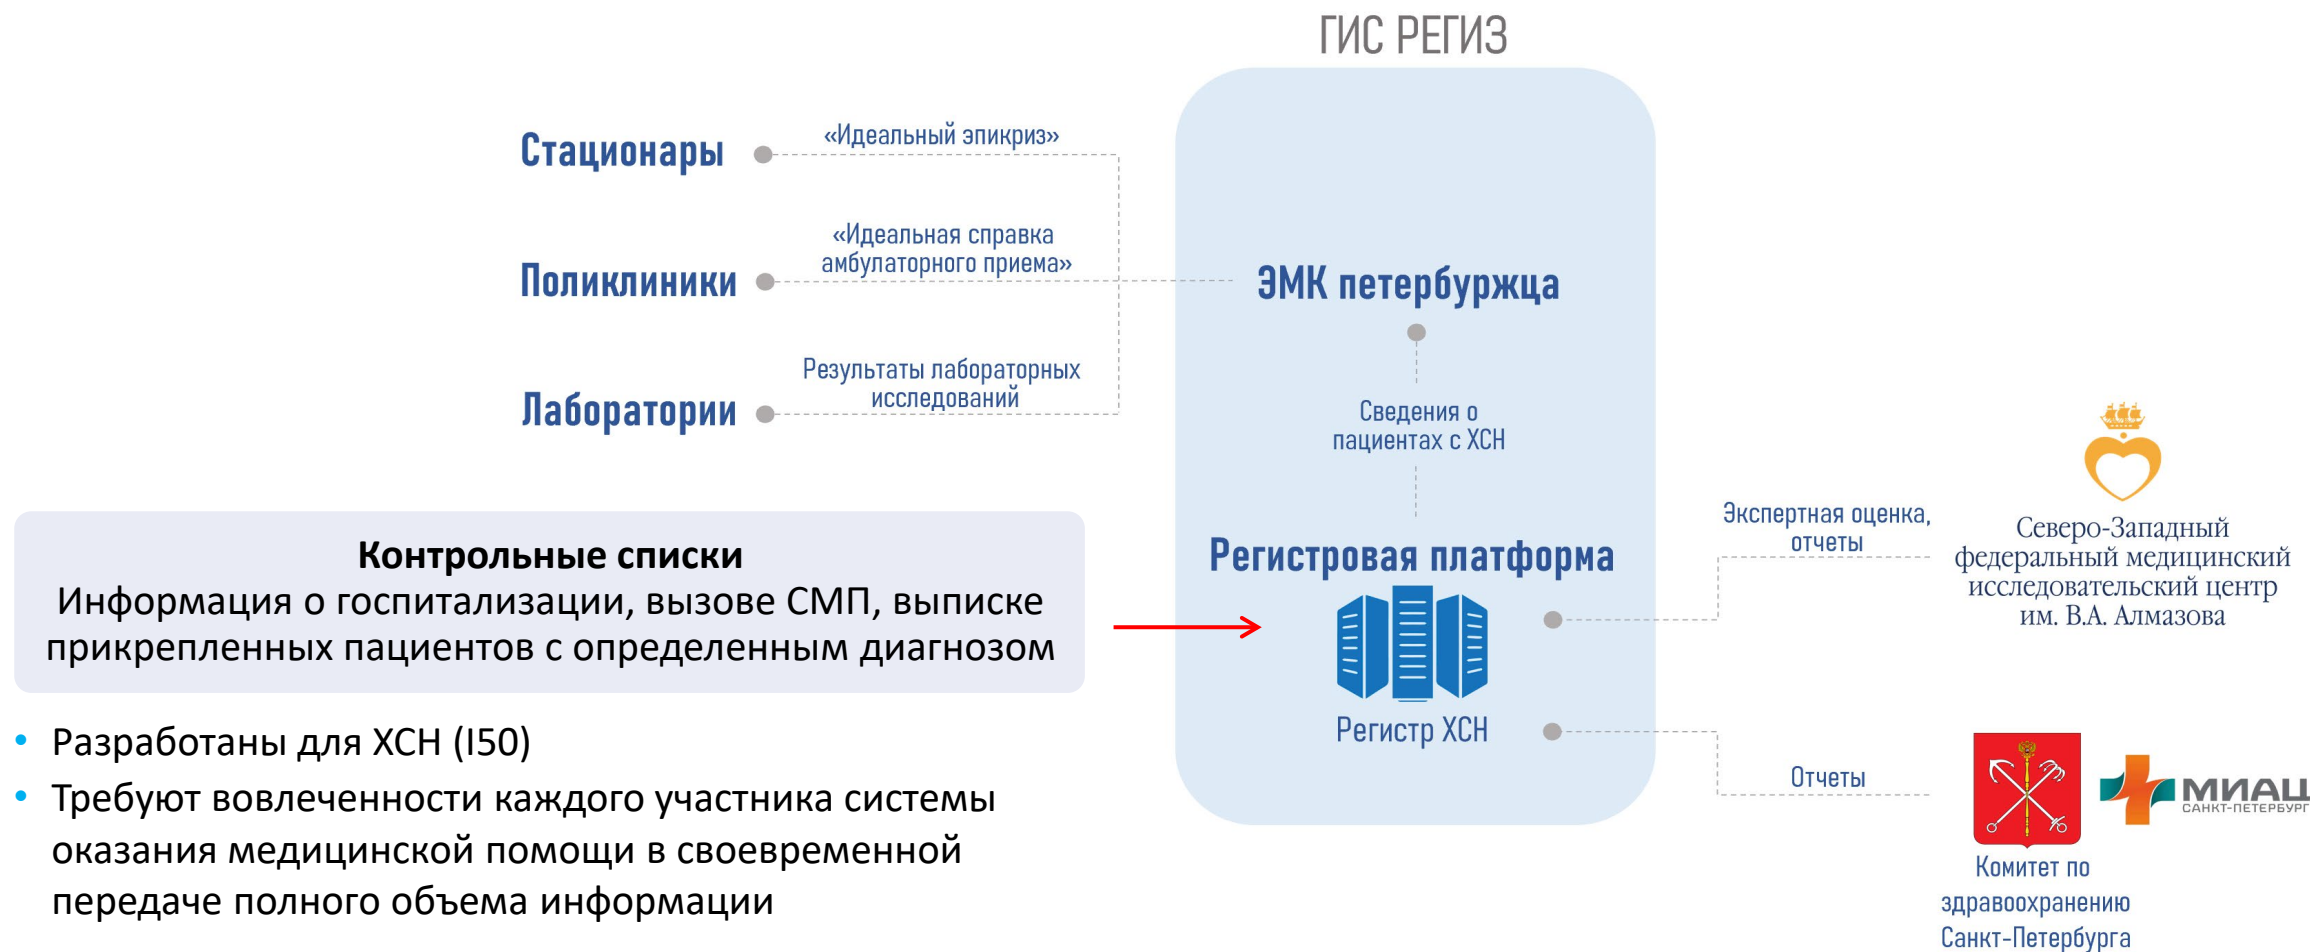 ГИС РЕГИЗ
Стационары
«Идеальный эпикриз»
Поликлиники
«Идеальная справка
амбулаторного приема»
Лаборатории
Результаты лабораторных
исследований
ЭМК петербуржца
Сведения о
пациентах с ХСН
Регистровая платформа
Регистр ХСН
Контрольные списки
Информация о госпитализации, вызове СМП, выписке
прикрепленных пациентов с определенным диагнозом
• Разработаны для ХСН (I50)
• Требуют вовлеченности каждого участника системы
оказания медицинской помощи в своевременной
передаче полного объема информации
Экспертная оценка,
отчеты
Северо-Западный
федеральный медицинский
исследовательский центр
им. В.А. Алмазова
Отчеты
МИАЦ
САНКТ-ПЕТЕРБУРГ
Комитет по
здравоохранению
Санкт-Петербурга